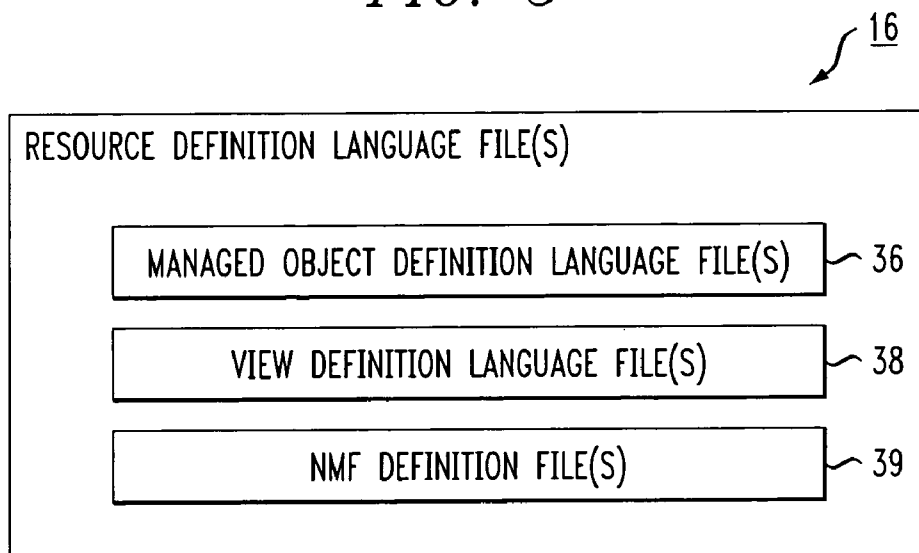 16
RESOURCE DEFINITION LANGUAGE FILE(S)
MANAGED OBJECT DEFINITION LANGUAGE FILE(S) 36
VIEW DEFINITION LANGUAGE FILE(S) 38
NMF DEFINITION FILE(S) 39